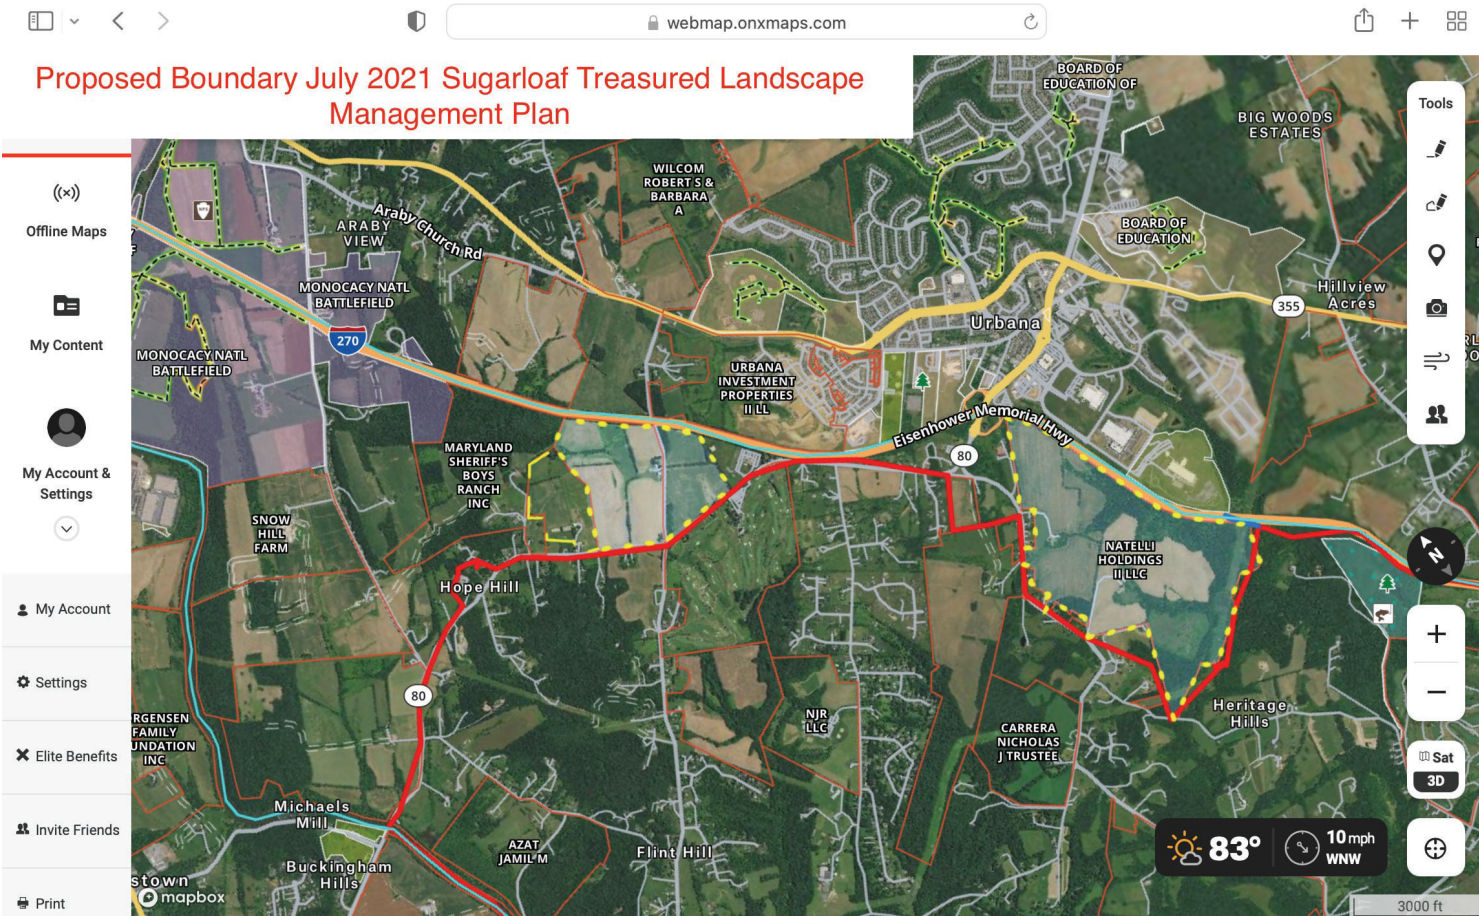 webmap.onxmaps.com
Proposed Boundary July 2021 Sugarloaf Treasured Landscape
Management Plan
Offline Maps
My Content
My Account &
Settings
My Account
Settings
Elite Benefits
Invite Friends
Print
BOARD OF
EDUCATION OF
BIG WOODS
ESTATES
WILCOM
ROBERT S &
BARBARA
A
Araby Church Rd
ARABY
VIEW
BOARD OF
EDUCATION
MONOCACY NATL
BATTLEFIELD
Hillview
Acres
355
270
Urbana
MONOCACY NATL
BATTLEFIELD
URBANA
INVESTMENT
PROPERTIES
II LL
Eisenhower Memorial Hwy
80
MARYLAND
SHERIFF'S
BOYS
RANCH
INC
SNOW
HILL
FARM
NATELLI
HOLDINGS
II LLC
Hope Hill
80
RGENSEN
FAMILY
UNDATION
INC
NJR
LLC
CARRERA
NICHOLAS
J TRUSTEE
Heritage
Hills
Michaels
Mill
AZAT
JAMIL M
Flint Hill
Buckingham
Hills
stown
mapbox
Tools
N
+
−
Sat
3D
83°
10 mph
WNW
3000 ft